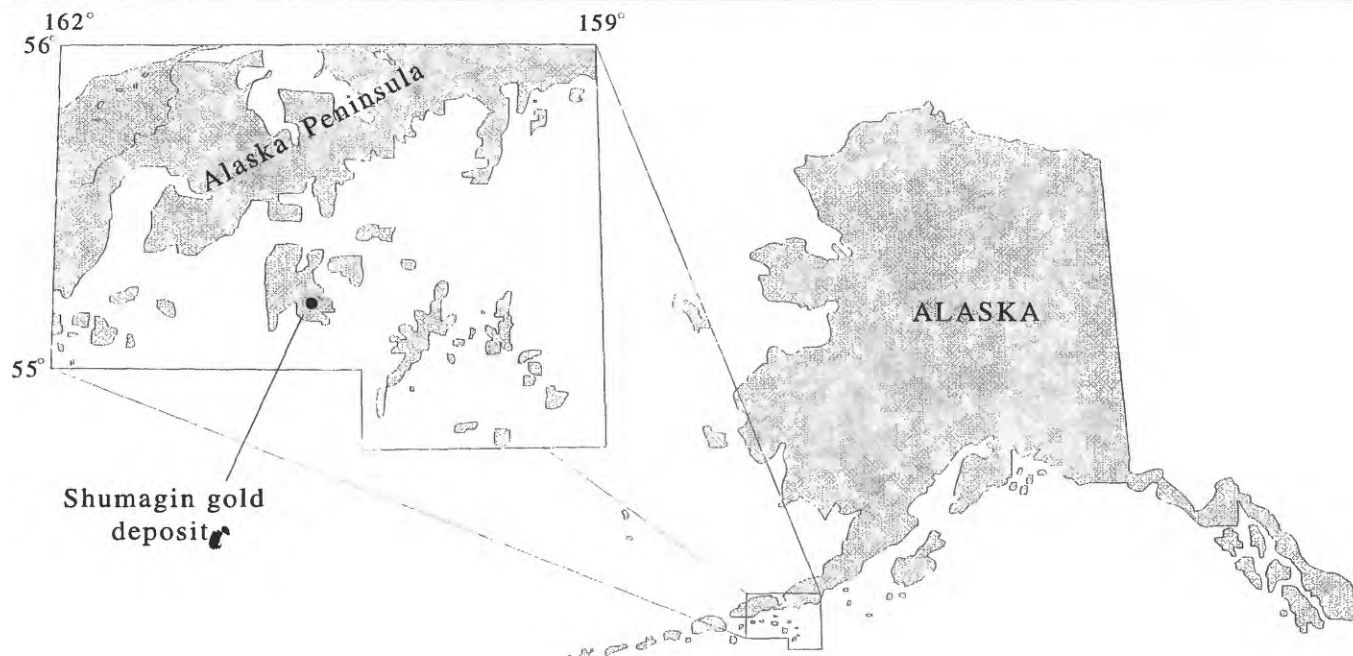 162°
159°
56°
Alaska Peninsula
ALASKA
55°
Shumagin gold
deposit